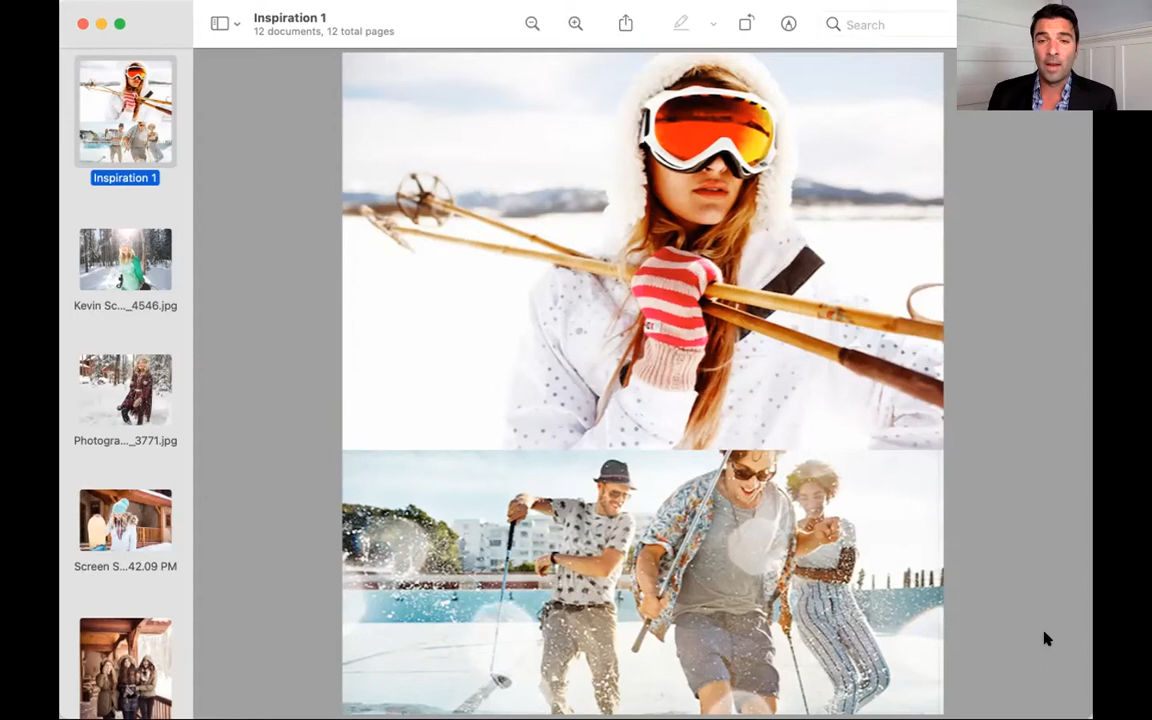 Inspiration 1
12 documents, 12 total pages
Search
Inspiration 1
Kevin Sc..._4546.jpg
Photogra..._3771.jpg
Screen S...42.09 PM